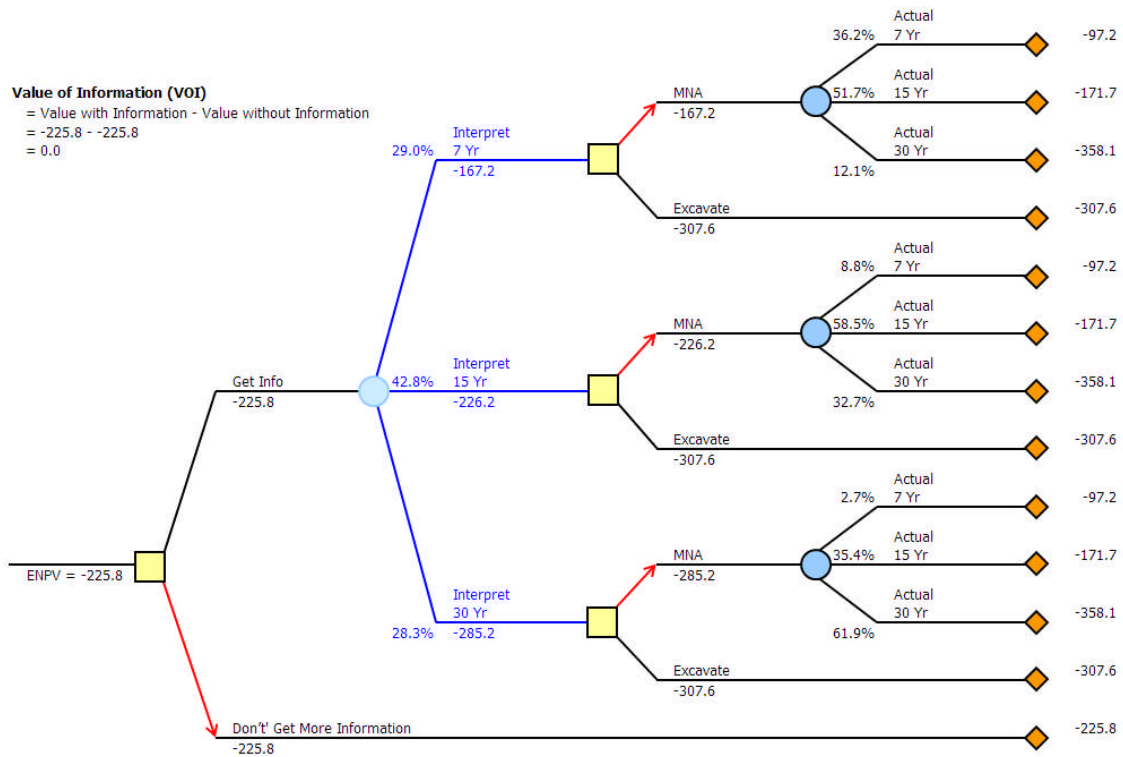 Actual
36.2% 7 Yr -97.2
Value of Information (VOI)
= Value with Information - Value without Information
= -225.8 - -225.8
= 0.0
MNA
-167.2
Actual
51.7% 15 Yr -171.7
Interpret
29.0% 7 Yr
-167.2
Actual
30 Yr -358.1
12.1%
Excavate -307.6
-307.6
Actual
8.8% 7 Yr -97.2
MNA
-226.2
Actual
58.5% 15 Yr -171.7
Get Info
-225.8
Interpret
42.8% 15 Yr
-226.2
Actual
30 Yr -358.1
32.7%
Excavate -307.6
-307.6
Actual
2.7% 7 Yr -97.2
ENPV = -225.8
MNA
-285.2
Actual
35.4% 15 Yr -171.7
Interpret
30 Yr
28.3% -285.2
Actual
30 Yr -358.1
61.9%
Excavate -307.6
-307.6
Don't' Get More Information -225.8
-225.8